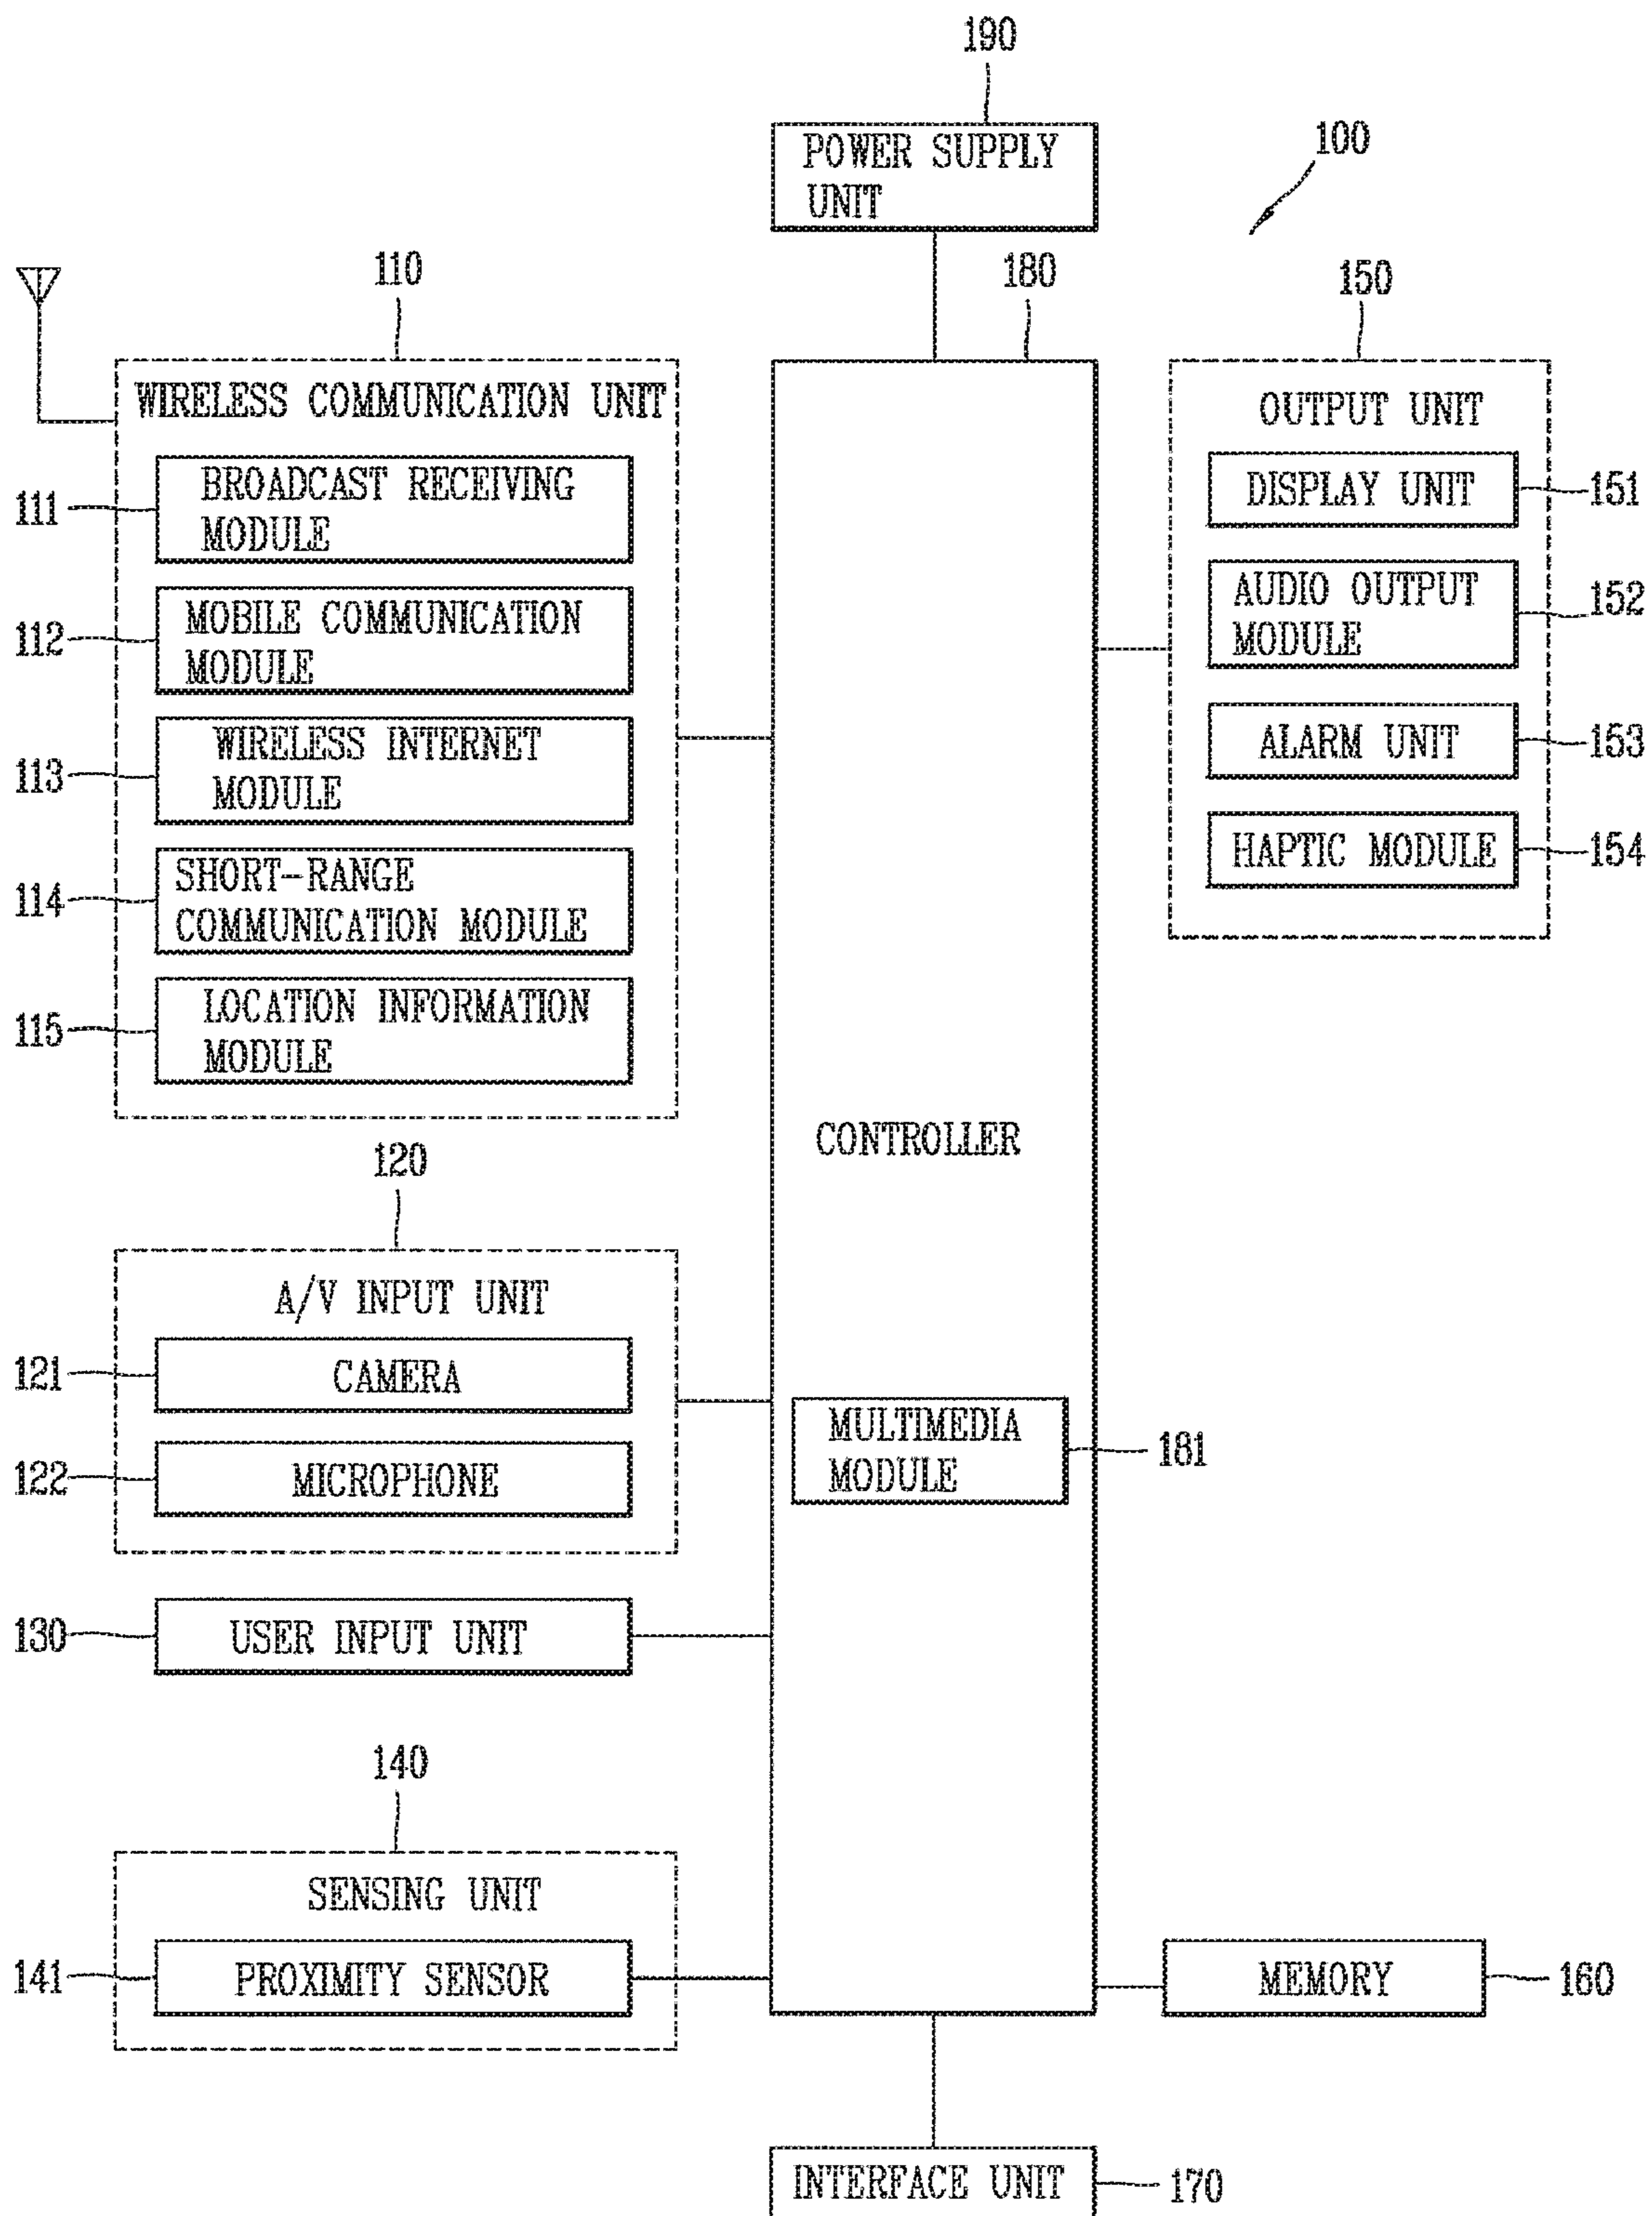 190
POWER SUPPLY
UNIT
100
110
180
150
WIRELESS COMMUNICATION UNIT
111
BROADCAST RECEIVING
MODULE
112
MOBILE COMMUNICATION
MODULE
113
WIRELESS INTERNET
MODULE
114
SHORT-RANGE
COMMUNICATION MODULE
115
LOCATION INFORMATION
MODULE
OUTPUT UNIT
DISPLAY UNIT
151
AUDIO OUTPUT
MODULE
152
ALARM UNIT
153
HAPTIC MODULE
154
CONTROLLER
120
A/V INPUT UNIT
121
CAMERA
122
MICROPHONE
MULTIMEDIA
MODULE
181
130
USER INPUT UNIT
140
SENSING UNIT
141
PROXIMITY SENSOR
MEMORY
160
INTERFACE UNIT
170